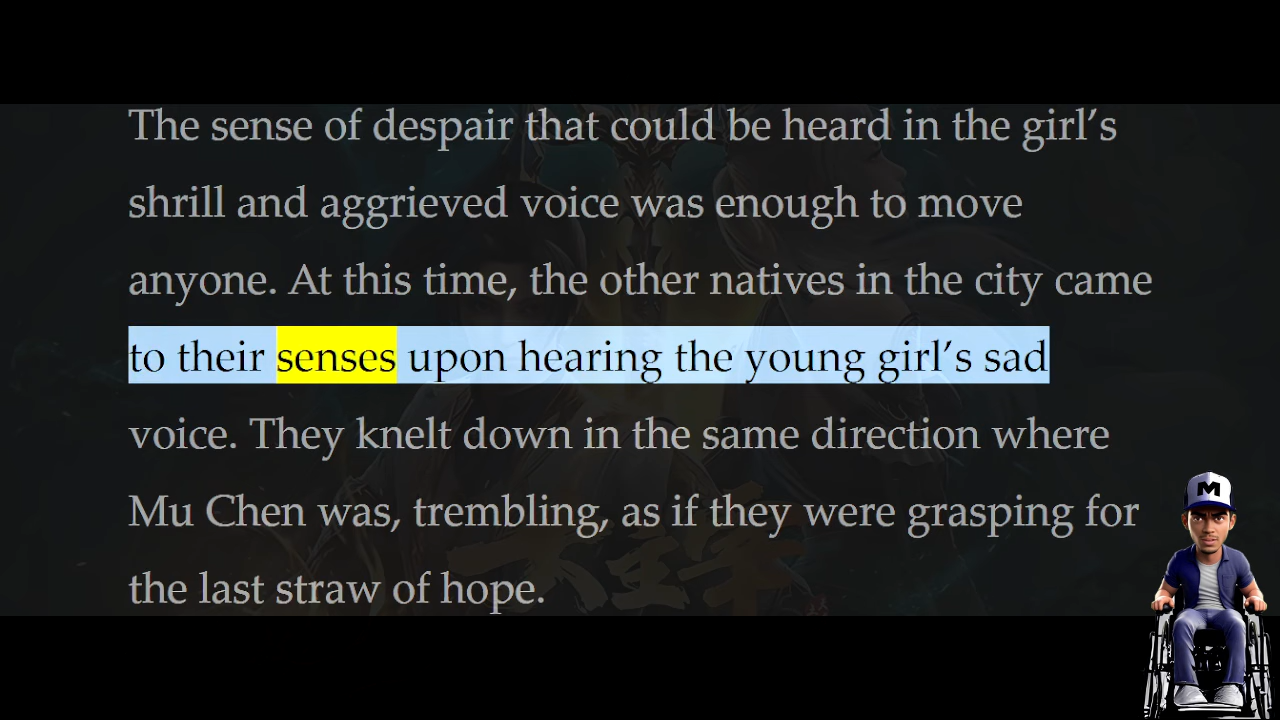 The sense of despair that could be heard in the girl’s
shrill and aggrieved voice was enough to move
anyone. At this time, the other natives in the city came
to their senses upon hearing the young girl’s sad
voice. They knelt down in the same direction where
Mu Chen was, trembling, as if they were grasping for
the last straw of hope.
大主宰
M